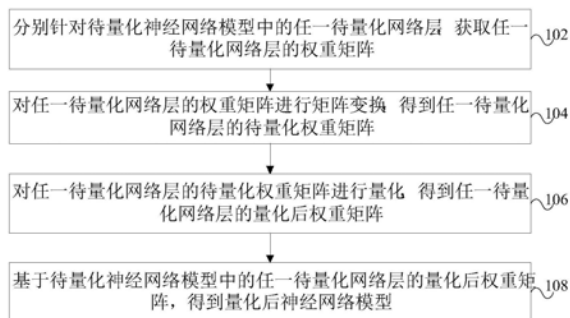 分别针对待量化神经网络模型中的任一待量化网络层，获取任一
待量化网络层的权重矩阵
102
对任一待量化网络层的权重矩阵进行矩阵变换，得到任一待量化
网络层的待量化权重矩阵
104
对任一待量化网络层的待量化权重矩阵进行量化，得到任一待量
化网络层的量化后权重矩阵
106
基于待量化神经网络模型中的任一待量化网络层的量化后权重矩
阵，得到量化后神经网络模型
108